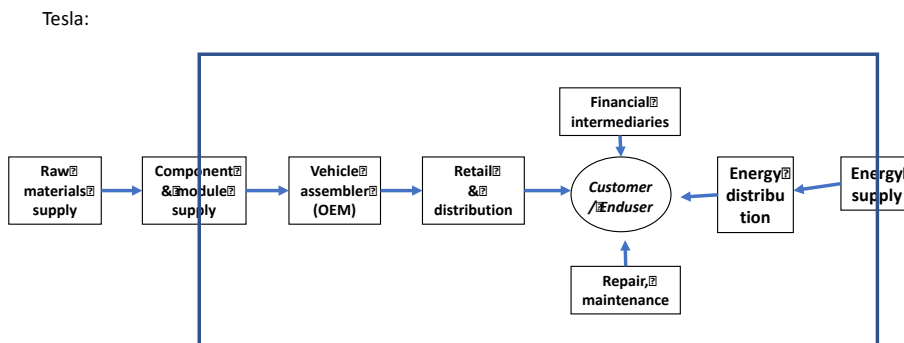 Tesla:
Financial⍰
intermediaries
Raw⍰
materials⍰
supply
Component⍰
&⍰module⍰
supply
Vehicle⍰
assembler⍰
(OEM)
Retail⍰
&⍰
distribution
Customer
/⍰Enduser
Energy⍰
distribu
tion
Energy⍰
supply
Repair,⍰
maintenance